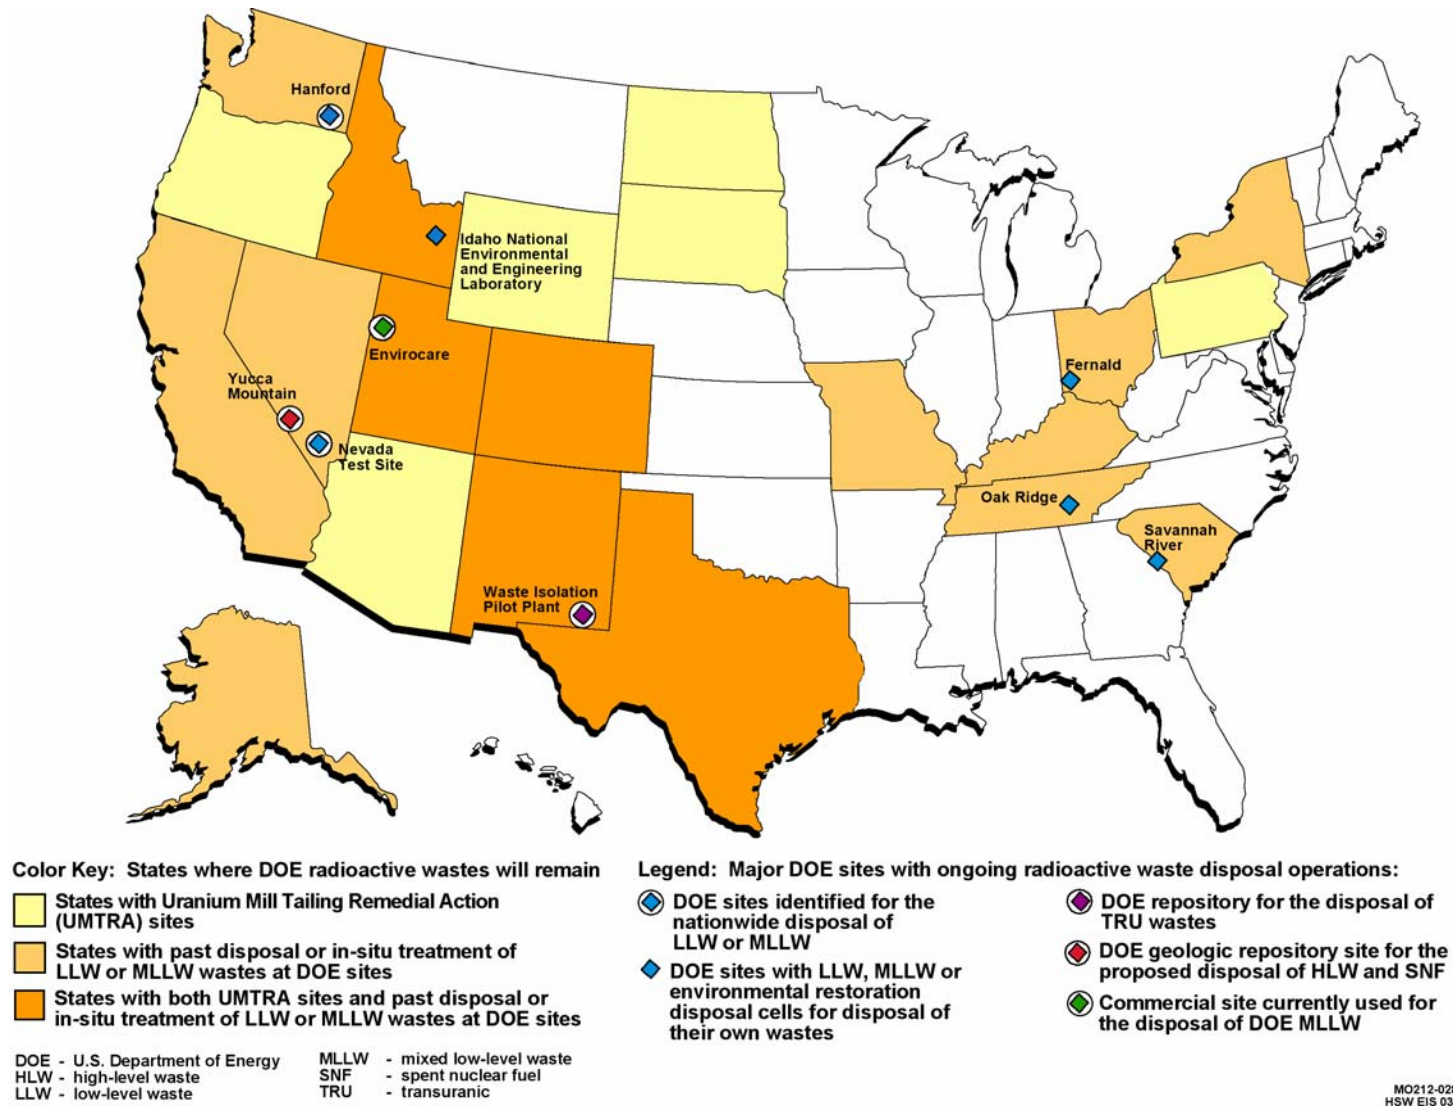 Hanford
Idaho National
Environmental
and Engineering
Laboratory
Envirocare
Yucca
Mountain
Nevada
Test Site
Fernald
Oak Ridge
Savannah
River
Waste Isolation
Pilot Plant
Color Key: States where DOE radioactive wastes will remain
States with Uranium Mill Tailing Remedial Action
(UMTRA) sites
States with past disposal or in-situ treatment of
LLW or MLLW wastes at DOE sites
States with both UMTRA sites and past disposal or
in-situ treatment of LLW or MLLW wastes at DOE sites
DOE - U.S. Department of Energy
HLW - high-level waste
LLW - low-level waste
MLLW - mixed low-level waste
SNF - spent nuclear fuel
TRU - transuranic
Legend: Major DOE sites with ongoing radioactive waste disposal operations:
DOE sites identified for the
nationwide disposal of
LLW or MLLW
DOE sites with LLW, MLLW or
environmental restoration
disposal cells for disposal of
their own wastes
DOE repository for the disposal of
TRU wastes
DOE geologic repository site for the
proposed disposal of HLW and SNF
Commercial site currently used for
the disposal of DOE MLLW
MO212-028
HSW EIS 03